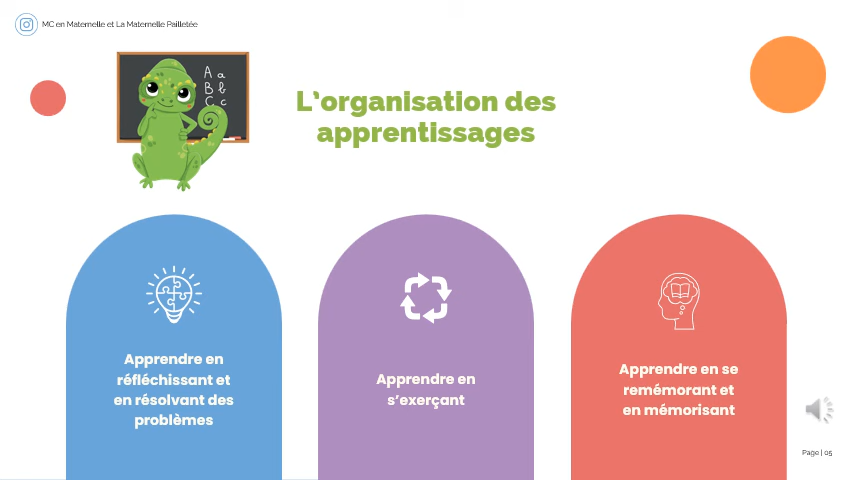 MC en Maternelle et La Maternelle Pailletée
A a
B b
C c
L'organisation des
apprentissages
Apprendre en
réfléchissant et
en résolvant des
problèmes
Apprendre en
s'exerçant
Apprendre en se
remémorant et
en mémorisant
Page | 05